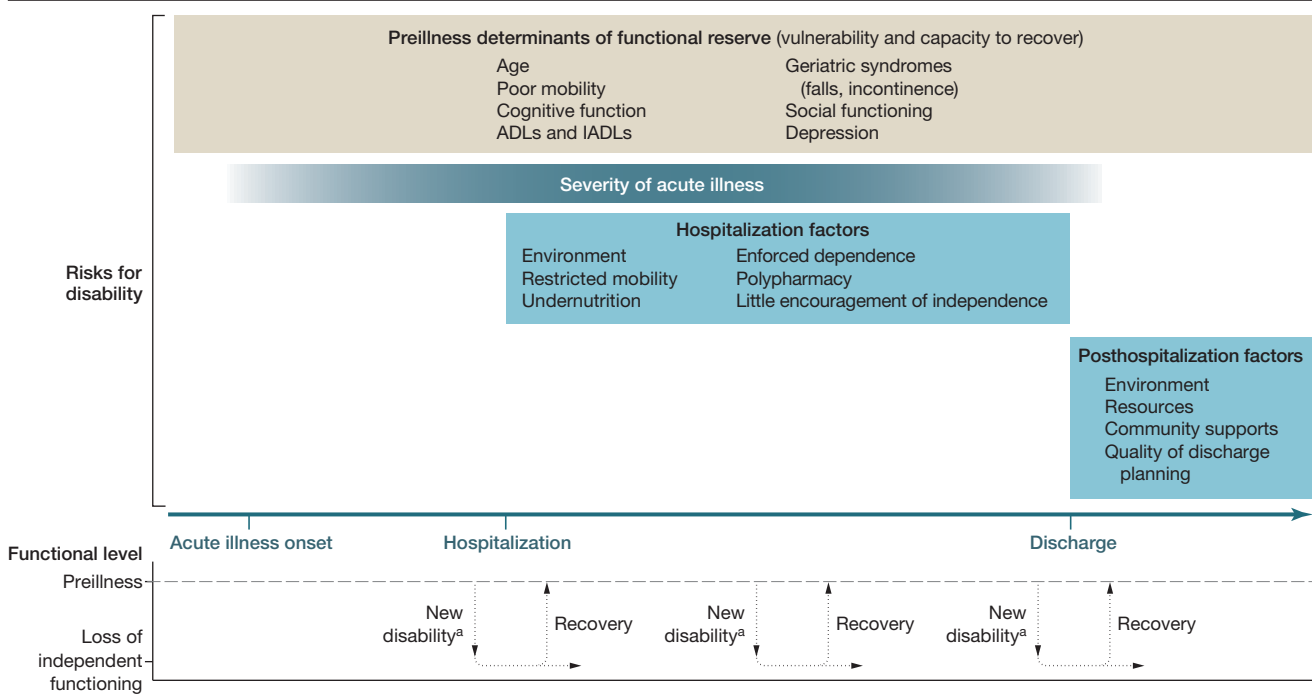 Preillness determinants of functional reserve (vulnerability and capacity to recover)
Age
Poor mobility
Cognitive function
ADLs and IADLs
Geriatric syndromes
(falls, incontinence)
Social functioning
Depression
Severity of acute illness
Hospitalization factors
Environment
Restricted mobility
Undernutrition
Enforced dependence
Polypharmacy
Little encouragement of independence
Risks for
disability
Posthospitalization factors
Environment
Resources
Community supports
Quality of discharge
planning
Acute illness onset
Hospitalization
Discharge
Functional level
Preillness
Loss of
independent
functioning
New
disabilityᵃ
Recovery
New
disabilityᵃ
Recovery
New
disabilityᵃ
Recovery